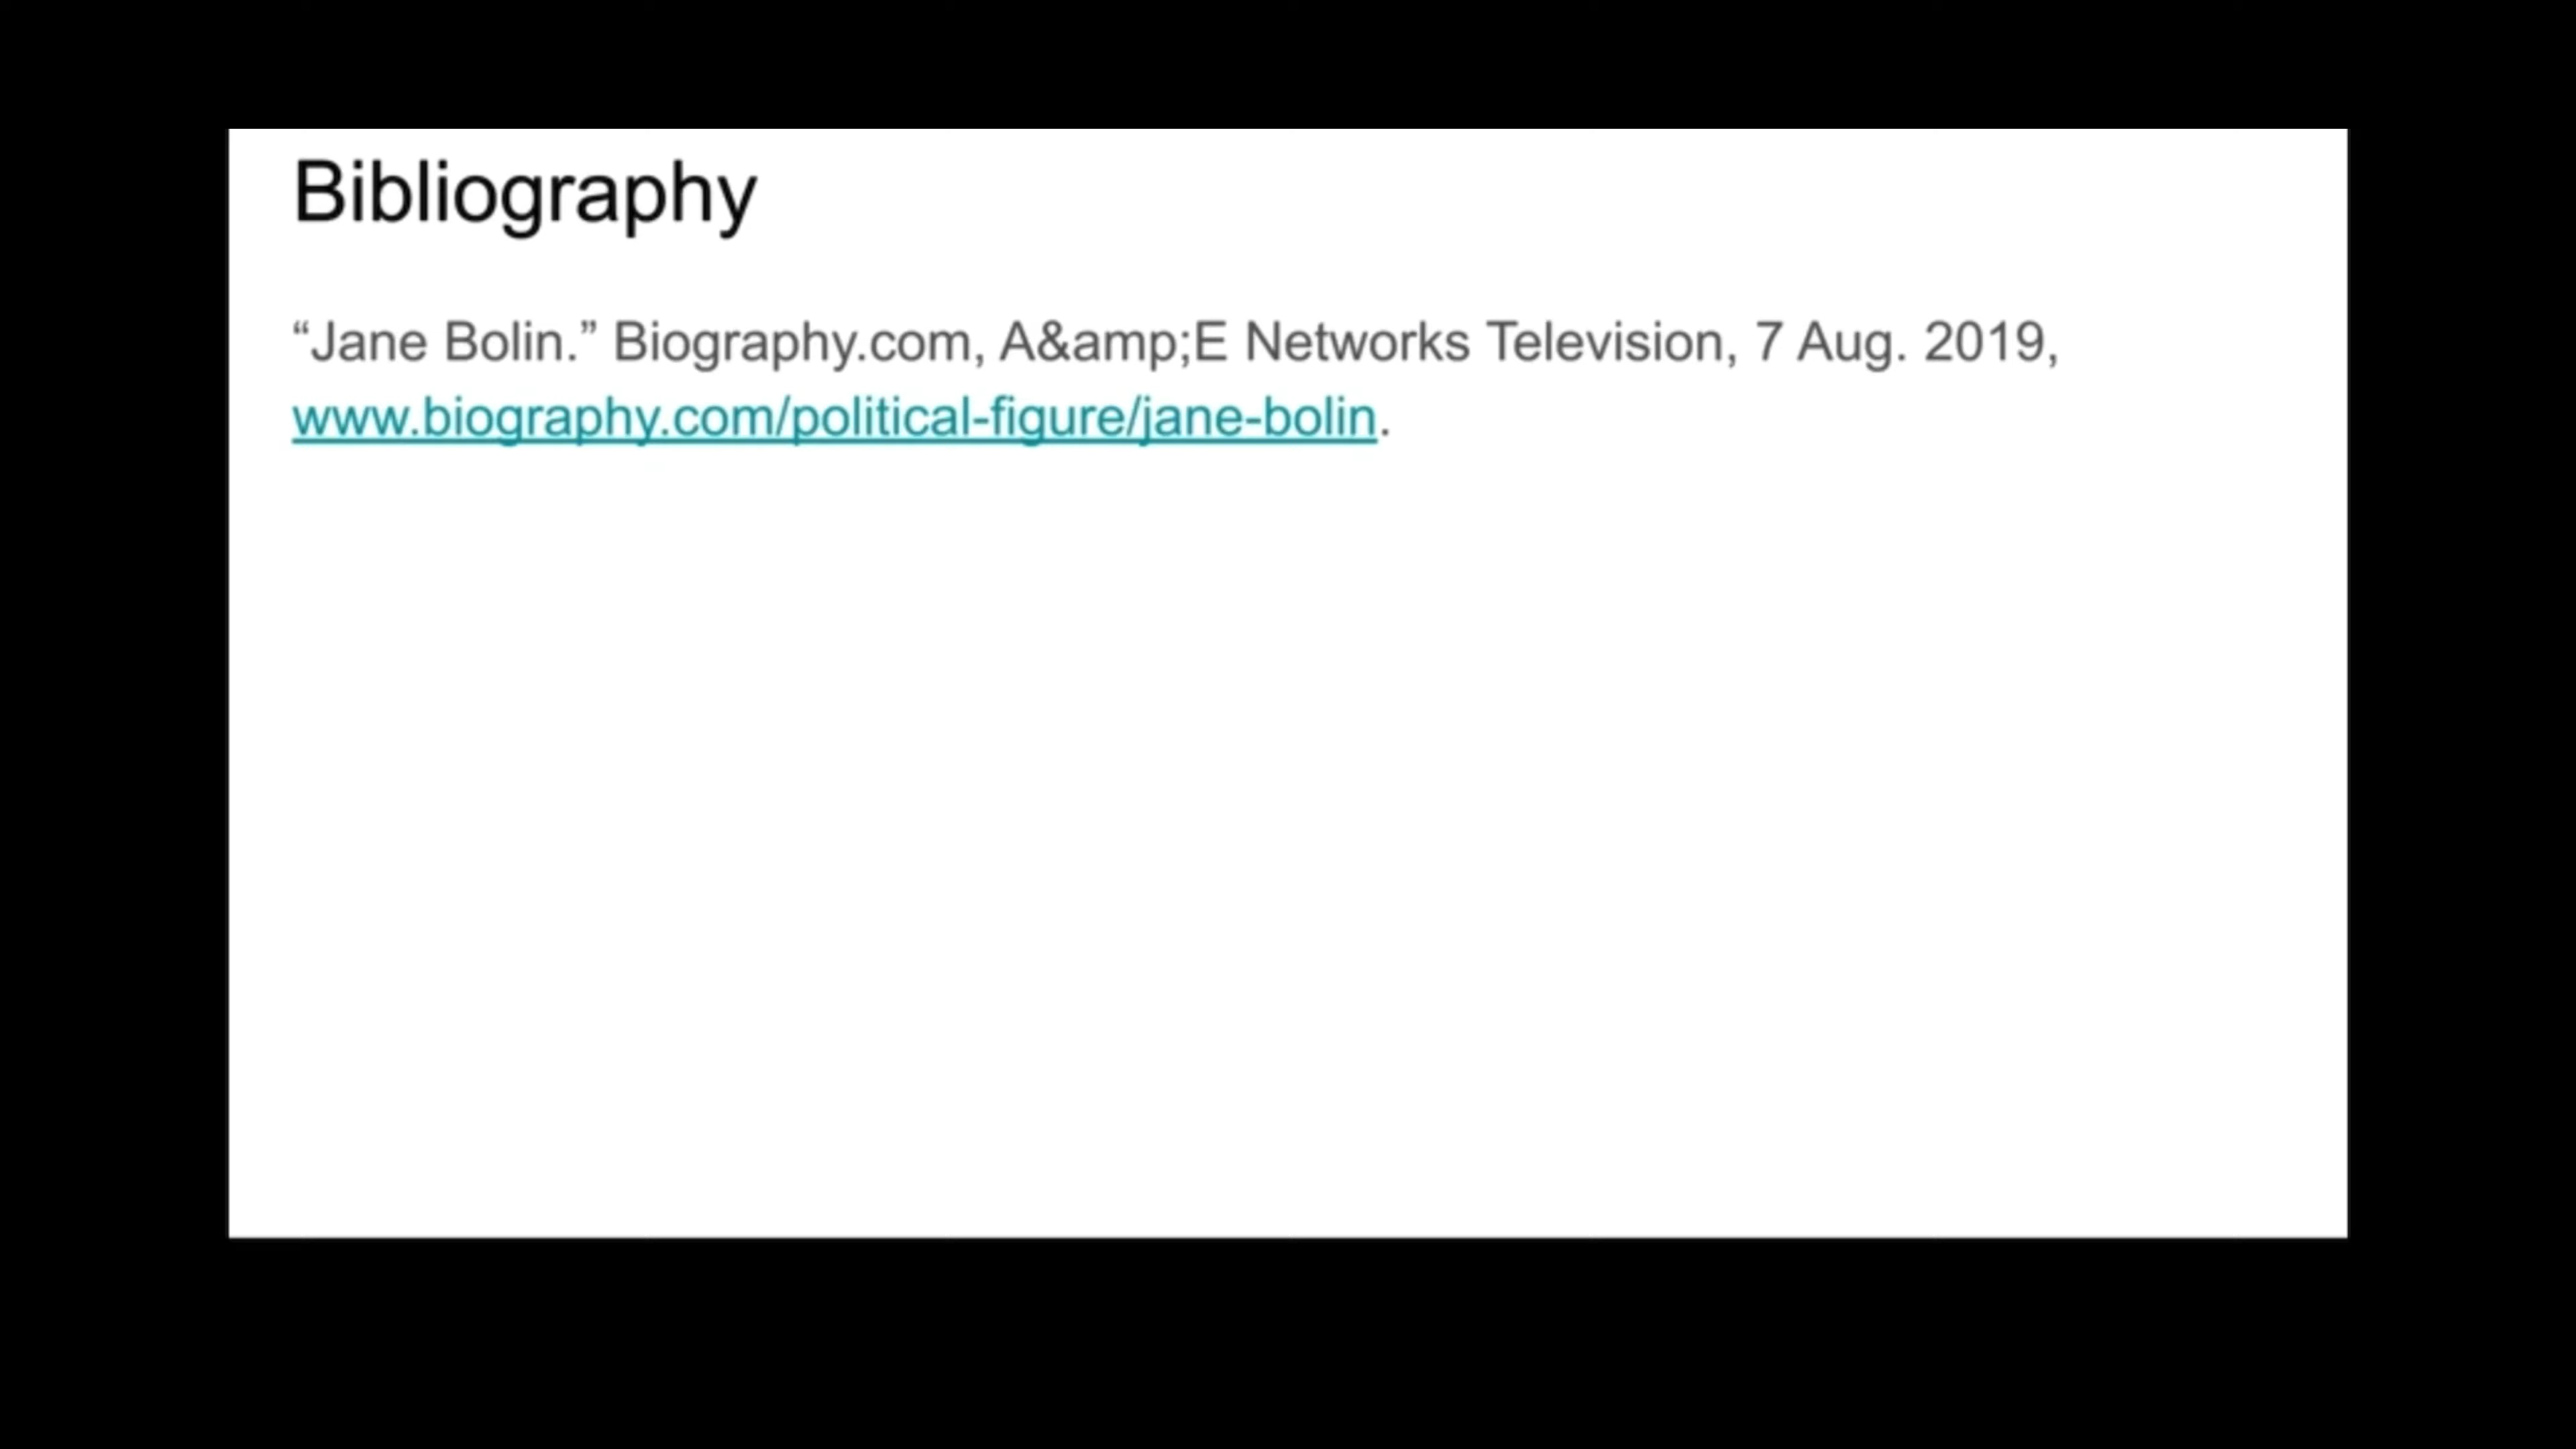 Bibliography
“Jane Bolin.” Biography.com, A&amp;E Networks Television, 7 Aug. 2019,
www.biography.com/political-figure/jane-bolin.